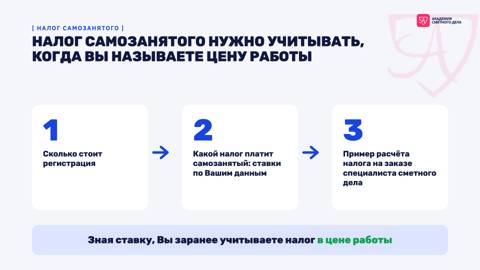 | НАЛОГ САМОЗАНЯТОГО |
НАЛОГ САМОЗАНЯТОГО НУЖНО УЧИТЫВАТЬ,
КОГДА ВЫ НАЗЫВАЕТЕ ЦЕНУ РАБОТЫ
АКАДЕМИЯ
СМЕТНОГО ДЕЛА
1
Сколько стоит
регистрация
2
Какой налог платит
самозанятый: ставки
по Вашим данным
3
Пример расчёта
налога на заказе
специалиста сметного
дела
Зная ставку, Вы заранее учитываете налог в цене работы